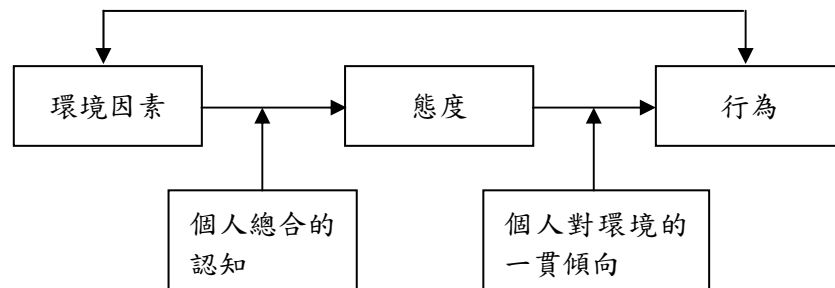 環境因素
態度
行為
個人總合的
認知
個人對環境的
一貫傾向